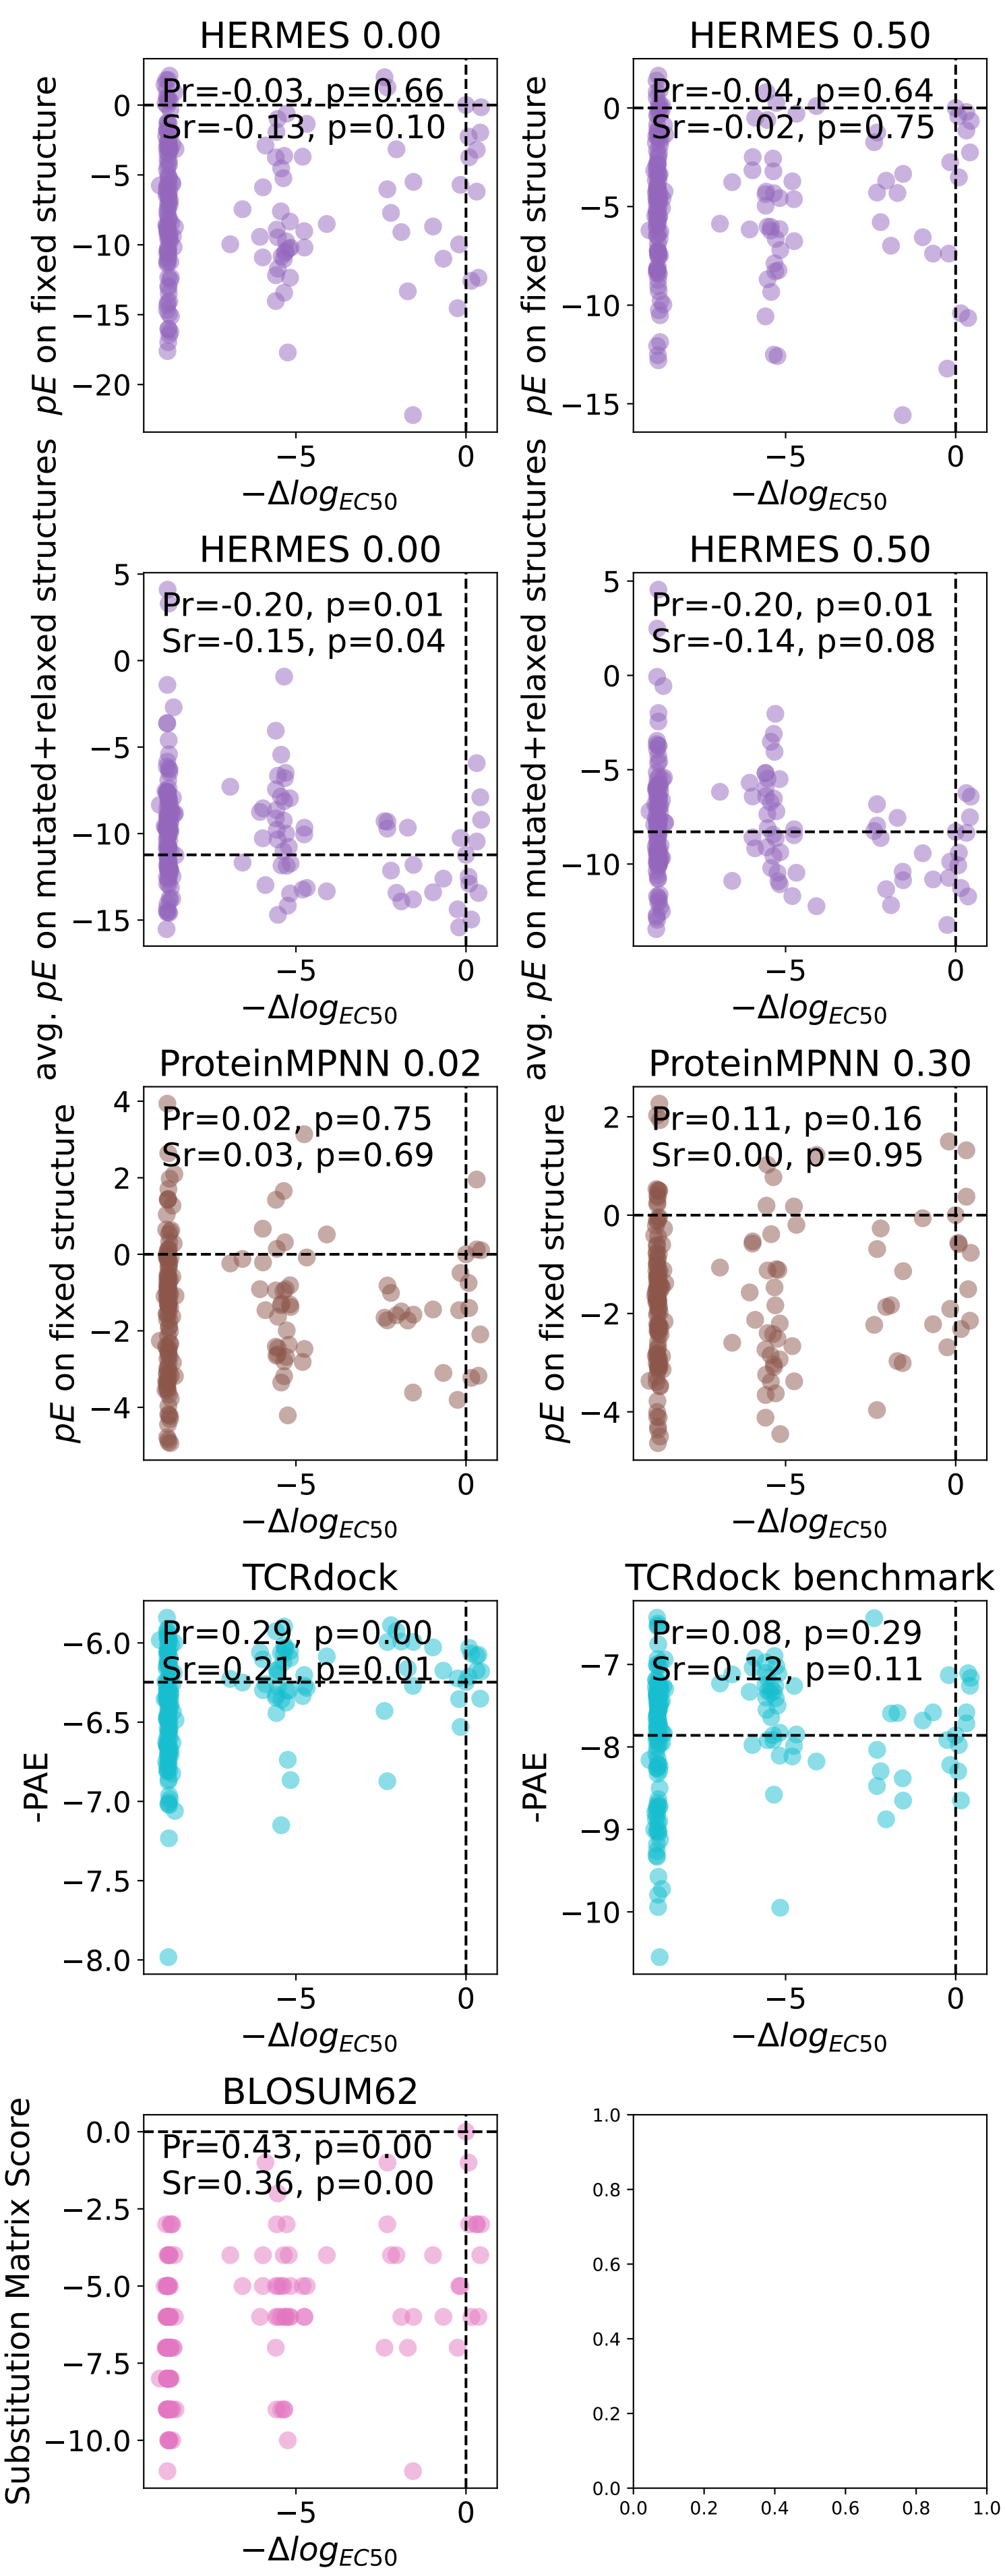 HERMES 0.00
pE on fixed structure
Pr=-0.03, p=0.66
Sr=-0.13, p=0.10
0
−5
−10
−15
−20
−5 0
−Δlog_EC50
HERMES 0.50
pE on fixed structure
Pr=-0.04, p=0.64
Sr=-0.02, p=0.75
0
−5
−10
−15
−5 0
−Δlog_EC50
HERMES 0.00
avg. pE on mutated+relaxed structures
Pr=-0.20, p=0.01
Sr=-0.15, p=0.04
5
0
−5
−10
−15
−5 0
−Δlog_EC50
HERMES 0.50
avg. pE on mutated+relaxed structures
Pr=-0.20, p=0.01
Sr=-0.14, p=0.08
5
0
−5
−10
−5 0
−Δlog_EC50
ProteinMPNN 0.02
pE on fixed structure
Pr=0.02, p=0.75
Sr=0.03, p=0.69
4
2
0
−2
−4
−5 0
−Δlog_EC50
ProteinMPNN 0.30
pE on fixed structure
Pr=0.11, p=0.16
Sr=0.00, p=0.95
2
0
−2
−4
−5 0
−Δlog_EC50
TCRdock
-PAE
Pr=0.29, p=0.00
Sr=0.21, p=0.01
−6.0
−6.5
−7.0
−7.5
−8.0
−5 0
−Δlog_EC50
TCRdock benchmark
-PAE
Pr=0.08, p=0.29
Sr=0.12, p=0.11
−7
−8
−9
−10
−5 0
−Δlog_EC50
BLOSUM62
Substitution Matrix Score
Pr=0.43, p=0.00
Sr=0.36, p=0.00
0.0
−2.5
−5.0
−7.5
−10.0
−5 0
−Δlog_EC50
1.0
0.8
0.6
0.4
0.2
0.0
0.0 0.2 0.4 0.6 0.8 1.0